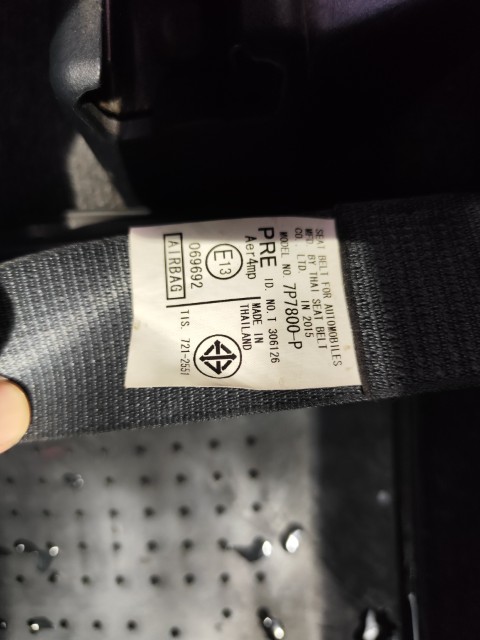 SEAT BELT FOR AUTOMOBILES
MFD. BY THAI SEAT BELT
CO., LTD. IN 2015
MODEL NO. 7P7800-P
PRE ID. NO. T 306126
Aer4mp
E13
069692
AIRBAG
MADE IN
THAILAND
TIS. 721-2551